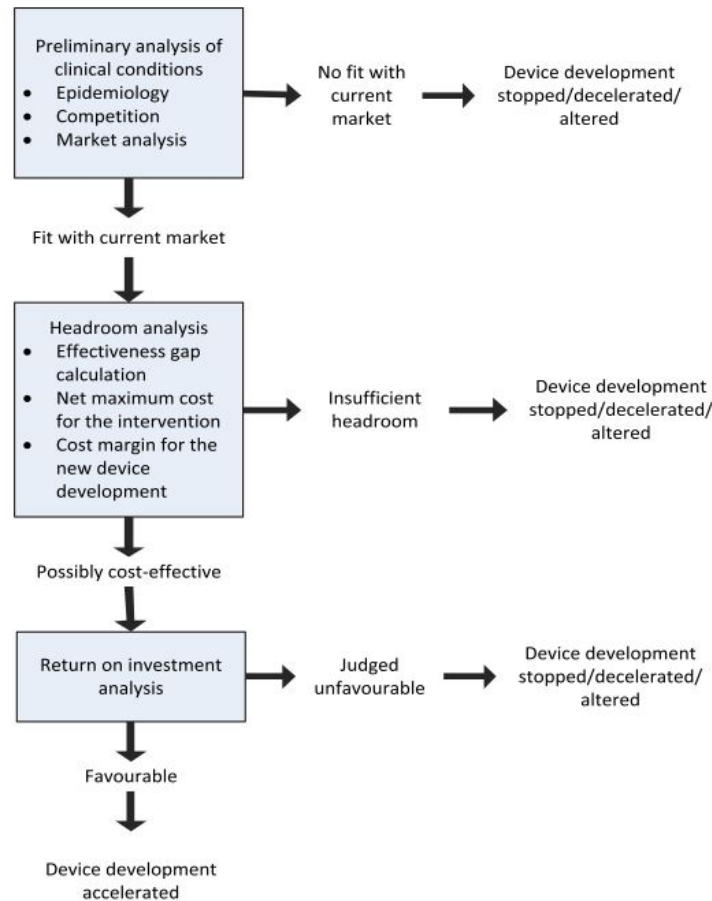 Preliminary analysis of
clinical conditions
• Epidemiology
• Competition
• Market analysis
No fit with
current
market
Device development
stopped/decelerated/
altered
Fit with current market
Headroom analysis
• Effectiveness gap
calculation
• Net maximum cost
for the intervention
• Cost margin for the
new device
development
Insufficient
headroom
Device development
stopped/decelerated/
altered
Possibly cost-effective
Return on investment
analysis
Judged
unfavourable
Device development
stopped/decelerated/
altered
Favourable
Device development
accelerated